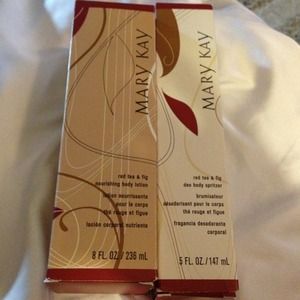 MARY KAY
red tea & fig
nourishing body lotion
lotion nourrissante
pour le corps
thé rouge et figue
loción corporal nutriente
8 FL. OZ. / 236 mL
MARY KAY
red tea & fig
deo body spritzer
brumisateur
désodorisant pour le corps
thé rouge et figue
fragancia desodorante
corporal
5 FL. OZ. / 147 mL